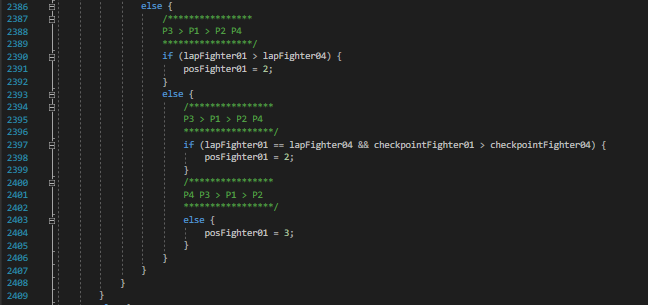 2386 else {
2387 /****************
2388 P3 > P1 > P2 P4
2389 *****************/
2390 if (lapFighter01 > lapFighter04) {
2391 posFighter01 = 2;
2392 }
2393 else {
2394 /****************
2395 P3 > P1 > P2 P4
2396 *****************/
2397 if (lapFighter01 == lapFighter04 && checkpointFighter01 > checkpointFighter04) {
2398 posFighter01 = 2;
2399 }
2400 /****************
2401 P4 P3 > P1 > P2
2402 *****************/
2403 else {
2404 posFighter01 = 3;
2405 }
2406 }
2407 }
2408 }
2409 }